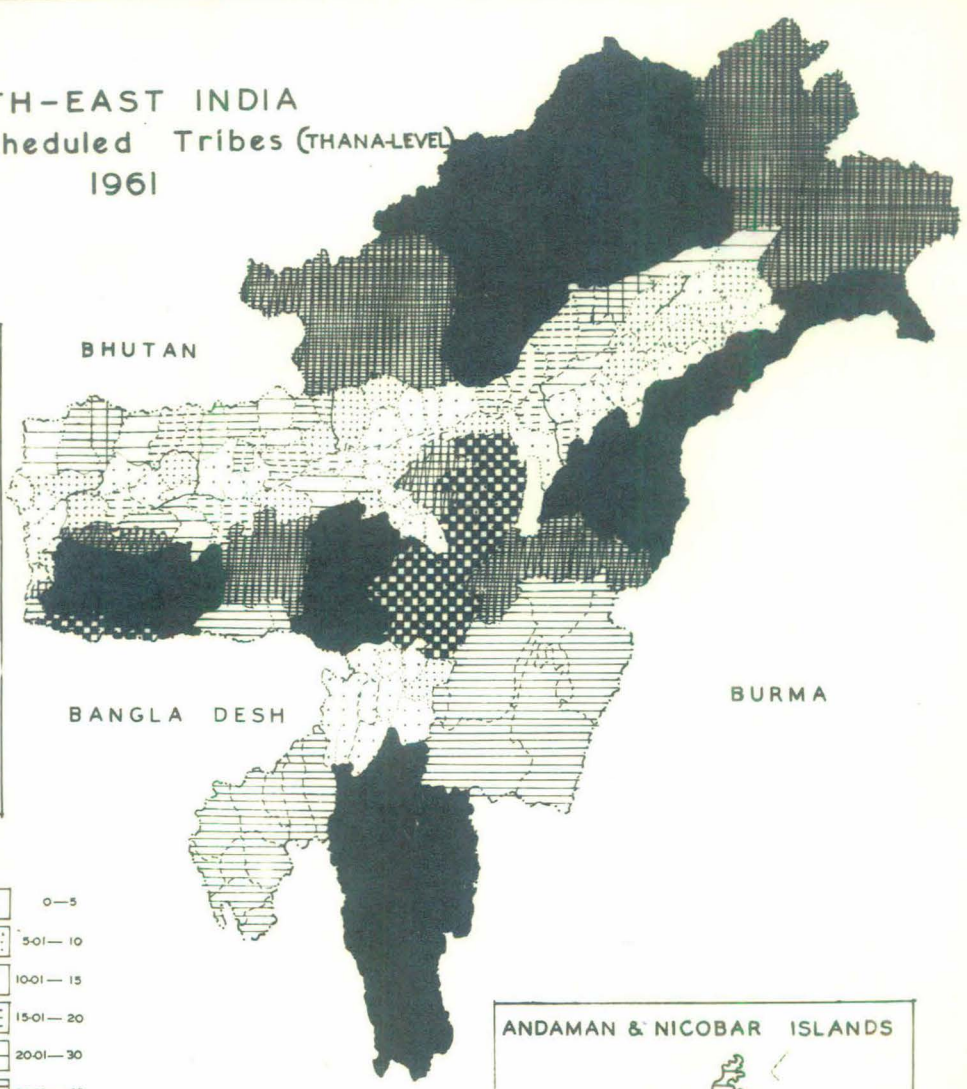 TH-EAST INDIA
heduled Tribes (THANA-LEVEL)
1961
BHUTAN
BURMA
BANGLA DESH
0—5
5·01—10
10·01—15
15·01—20
20·01—30
ANDAMAN & NICOBAR ISLANDS